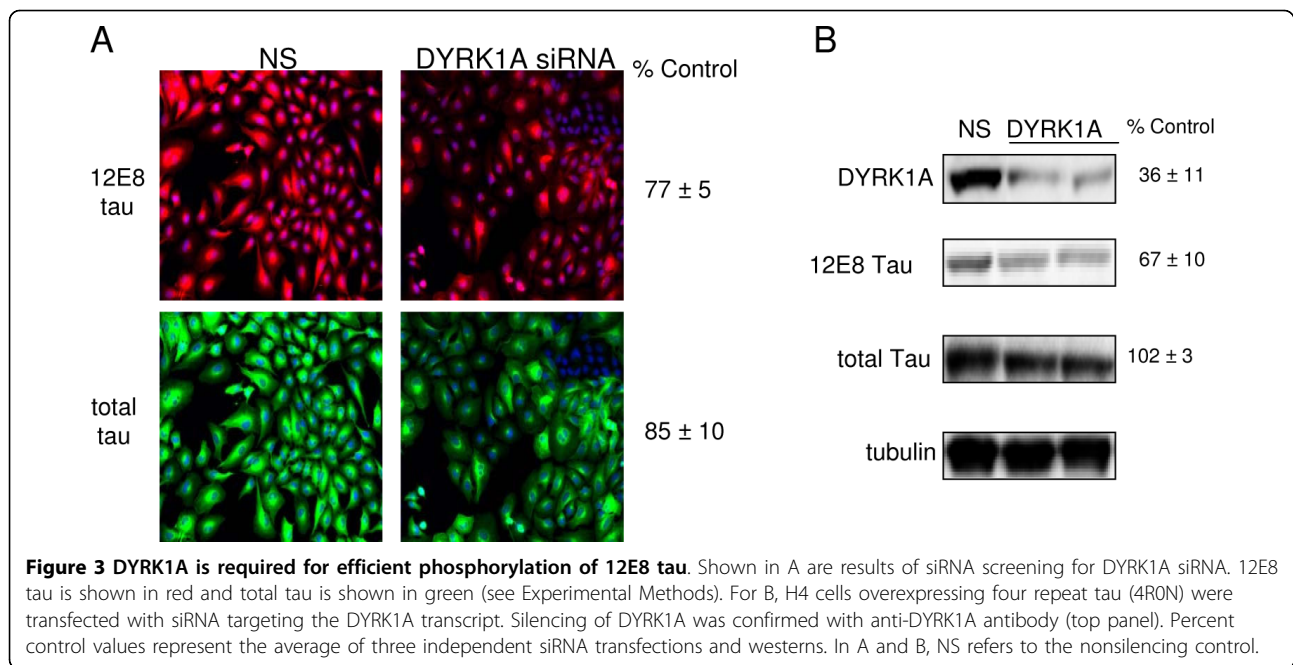 A
B
NS
DYRK1A siRNA
% Control
12E8
tau
77 ± 5
total
tau
85 ± 10
NS DYRK1A % Control
DYRK1A
36 ± 11
12E8 Tau
67 ± 10
total Tau
102 ± 3
tubulin
Figure 3 DYRK1A is required for efficient phosphorylation of 12E8 tau. Shown in A are results of siRNA screening for DYRK1A siRNA. 12E8
tau is shown in red and total tau is shown in green (see Experimental Methods). For B, H4 cells overexpressing four repeat tau (4R0N) were
transfected with siRNA targeting the DYRK1A transcript. Silencing of DYRK1A was confirmed with anti-DYRK1A antibody (top panel). Percent
control values represent the average of three independent siRNA transfections and westerns. In A and B, NS refers to the nonsilencing control.